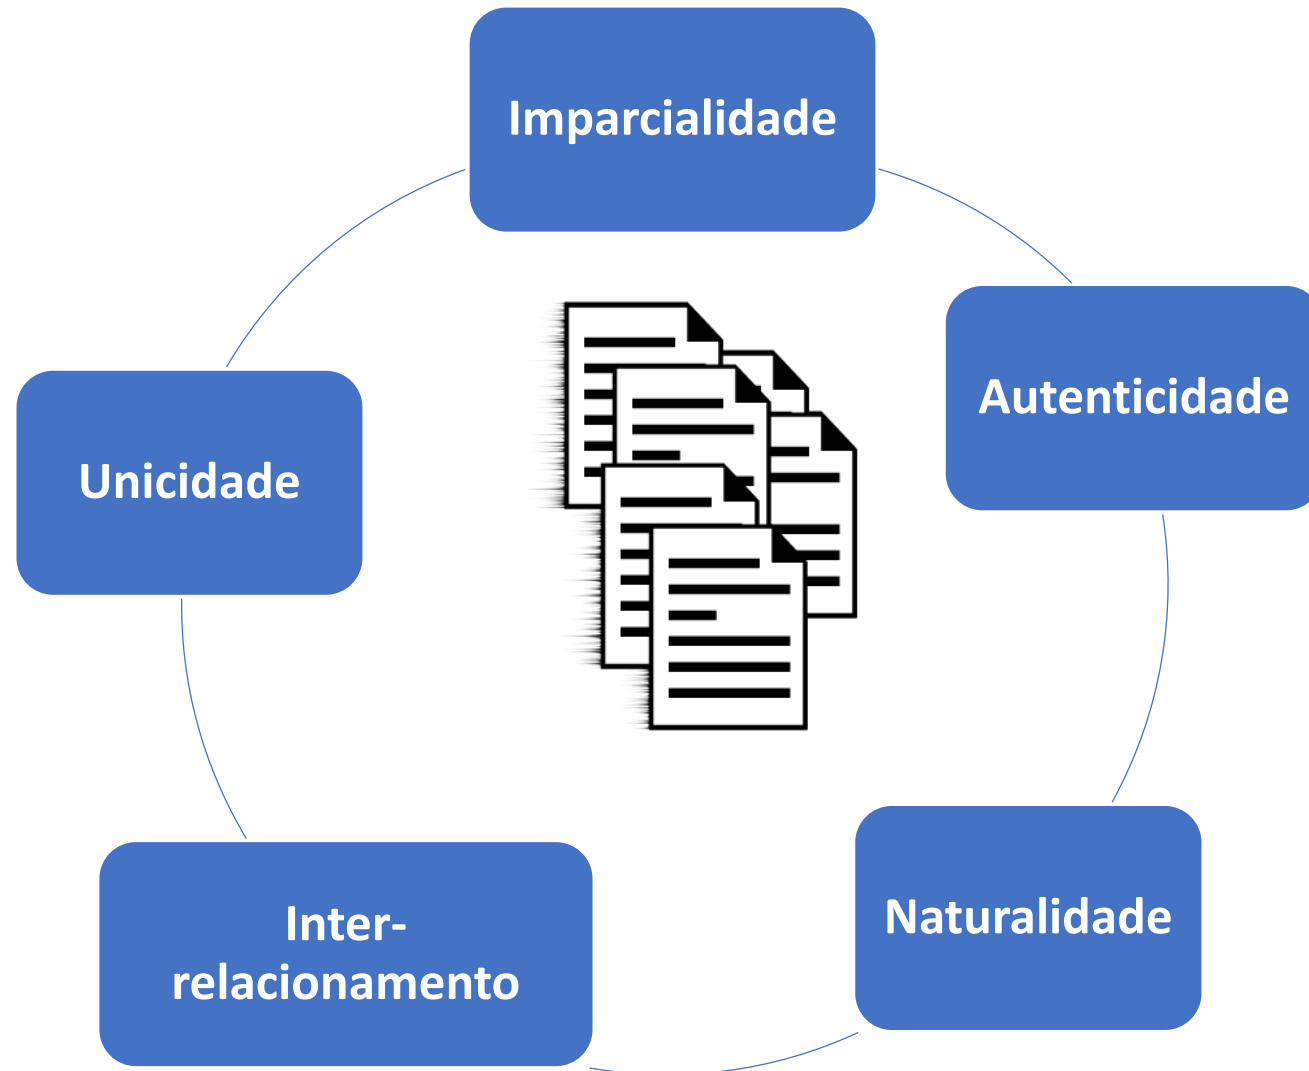 Imparcialidade
Autenticidade
Unicidade
Naturalidade
Inter-
relacionamento